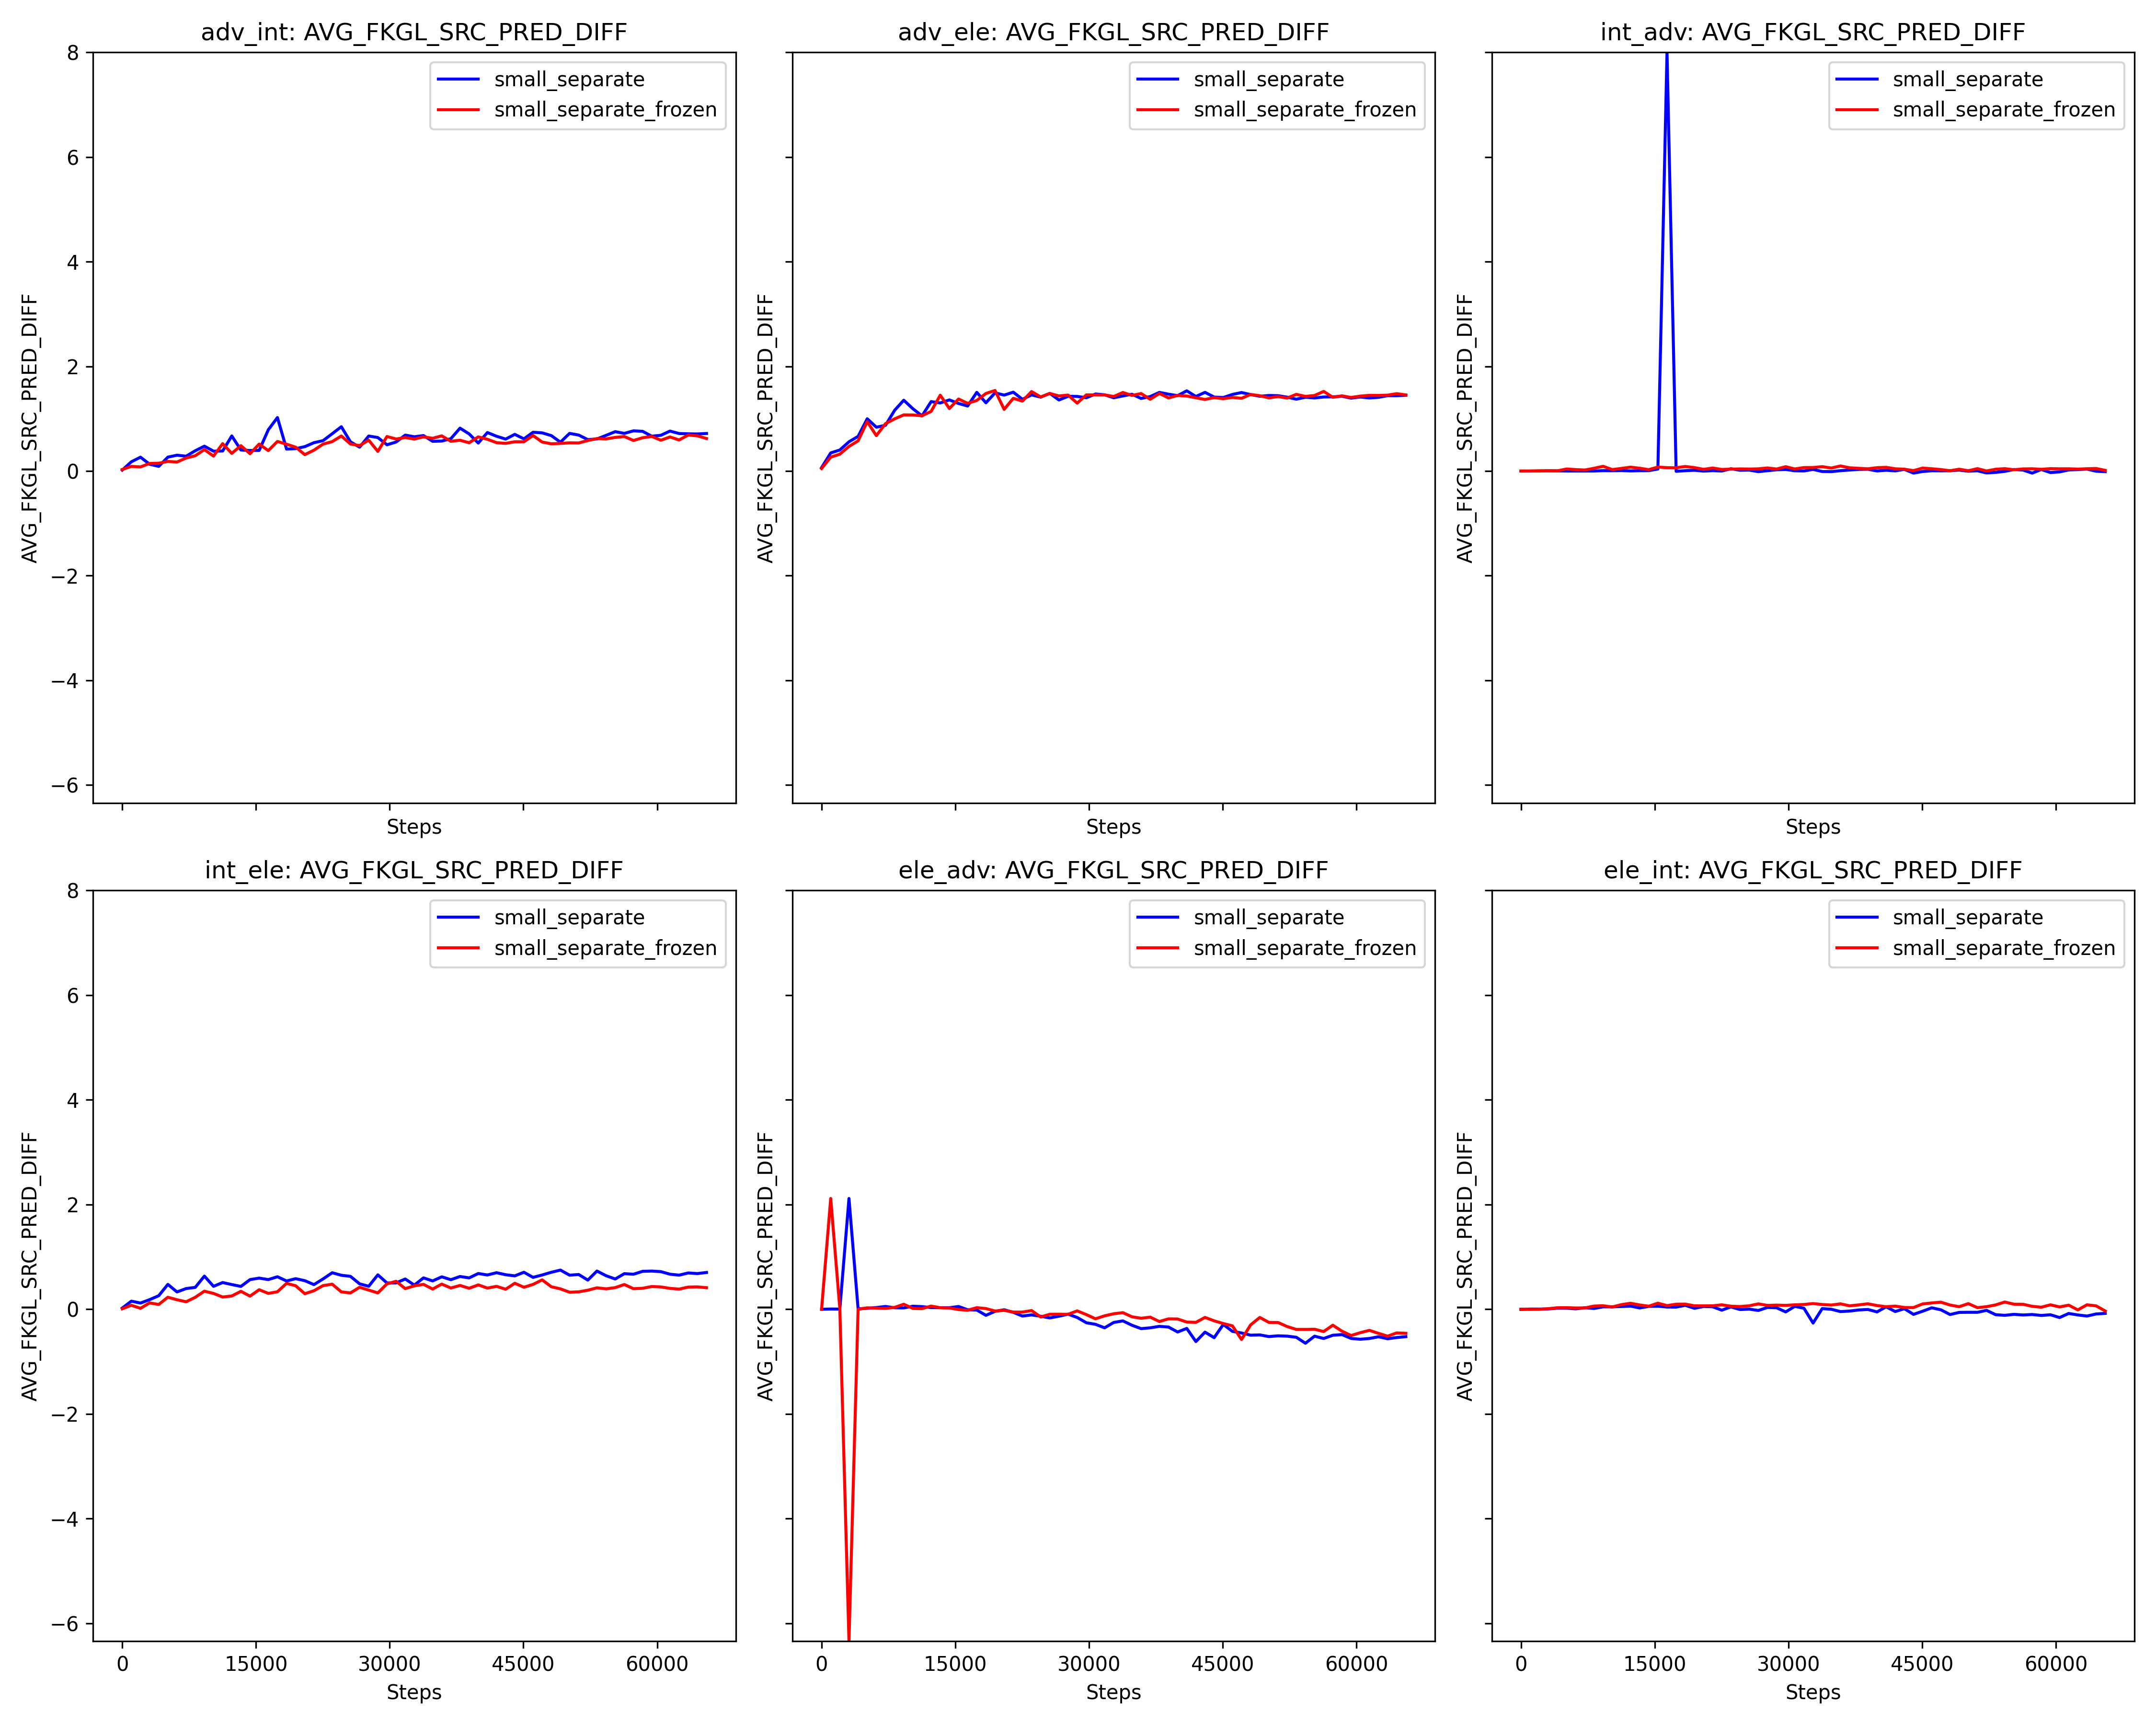 adv_int: AVG_FKGL_SRC_PRED_DIFF
adv_ele: AVG_FKGL_SRC_PRED_DIFF
int_adv: AVG_FKGL_SRC_PRED_DIFF
8
6
4
2
0
−2
−4
−6
AVG_FKGL_SRC_PRED_DIFF
small_separate
small_separate_frozen
Steps
AVG_FKGL_SRC_PRED_DIFF
small_separate
small_separate_frozen
Steps
AVG_FKGL_SRC_PRED_DIFF
small_separate
small_separate_frozen
Steps
int_ele: AVG_FKGL_SRC_PRED_DIFF
ele_adv: AVG_FKGL_SRC_PRED_DIFF
ele_int: AVG_FKGL_SRC_PRED_DIFF
8
6
4
2
0
−2
−4
−6
AVG_FKGL_SRC_PRED_DIFF
small_separate
small_separate_frozen
0 15000 30000 45000 60000
Steps
AVG_FKGL_SRC_PRED_DIFF
small_separate
small_separate_frozen
0 15000 30000 45000 60000
Steps
AVG_FKGL_SRC_PRED_DIFF
small_separate
small_separate_frozen
0 15000 30000 45000 60000
Steps